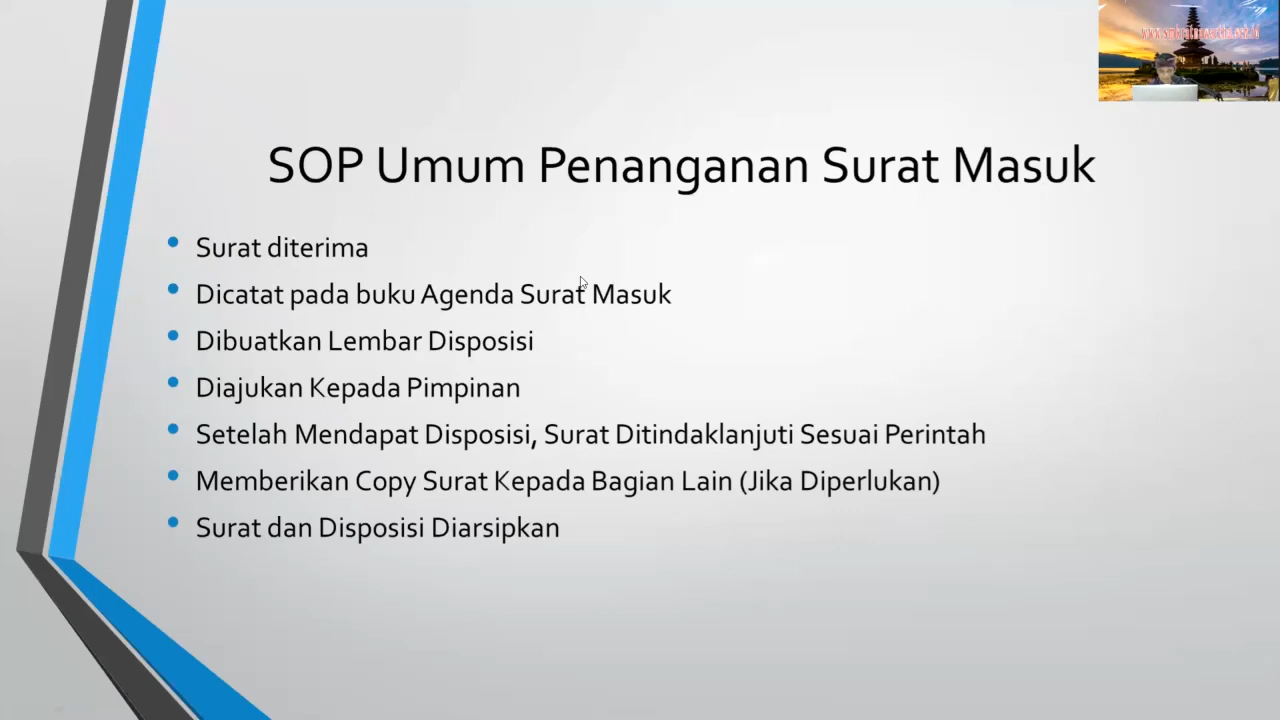 SOP Umum Penanganan Surat Masuk
Surat diterima
Dicatat pada buku Agenda Surat Masuk
Dibuatkan Lembar Disposisi
Diajukan Kepada Pimpinan
Setelah Mendapat Disposisi, Surat Ditindaklanjuti Sesuai Perintah
Memberikan Copy Surat Kepada Bagian Lain (Jika Diperlukan)
Surat dan Disposisi Diarsipkan